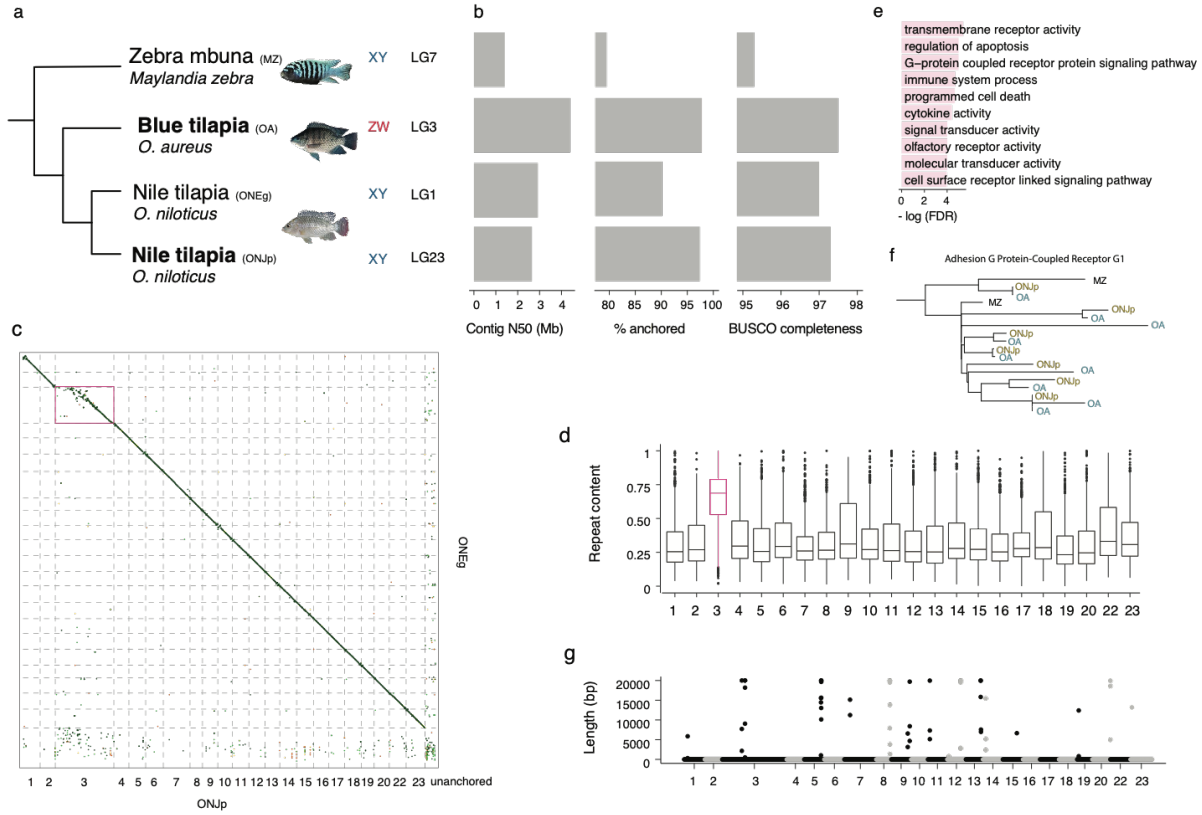 a
Zebra mbuna (MZ) XY LG7
Maylandia zebra
Blue tilapia (OA) ZW LG3
O. aureus
Nile tilapia (ONEg) XY LG1
O. niloticus
Nile tilapia (ONJp) XY LG23
O. niloticus
b
0 1 2 3 4
Contig N50 (Mb)
80 85 90 95 100
% anchored
95 96 97 98
BUSCO completeness
e
transmembrane receptor activity
regulation of apoptosis
G-protein coupled receptor protein signaling pathway
immune system process
programmed cell death
cytokine activity
signal transducer activity
olfactory receptor activity
molecular transducer activity
cell surface receptor linked signaling pathway
0 2 4
- log (FDR)
f
Adhesion G Protein-Coupled Receptor G1
MZ
ONJp
OA
MZ
ONJp
OA
OA
ONJp
OA
ONJp
OA
ONJp
OA
ONJp
OA
ONJp
OA
OA
c
ONEg
1 2 3 4 5 6 7 8 9 10 11 12 13 14 15 16 17 18 19 20 22 23 unanchored
ONJp
d
Repeat content
1
0.75
0.50
0.25
0
1 2 3 4 5 6 7 8 9 10 11 12 13 14 15 16 17 18 19 20 22 23
g
Length (bp)
20000
15000
10000
5000
0
1 2 3 4 5 6 7 8 9 10 11 12 13 14 15 16 17 18 19 20 22 23